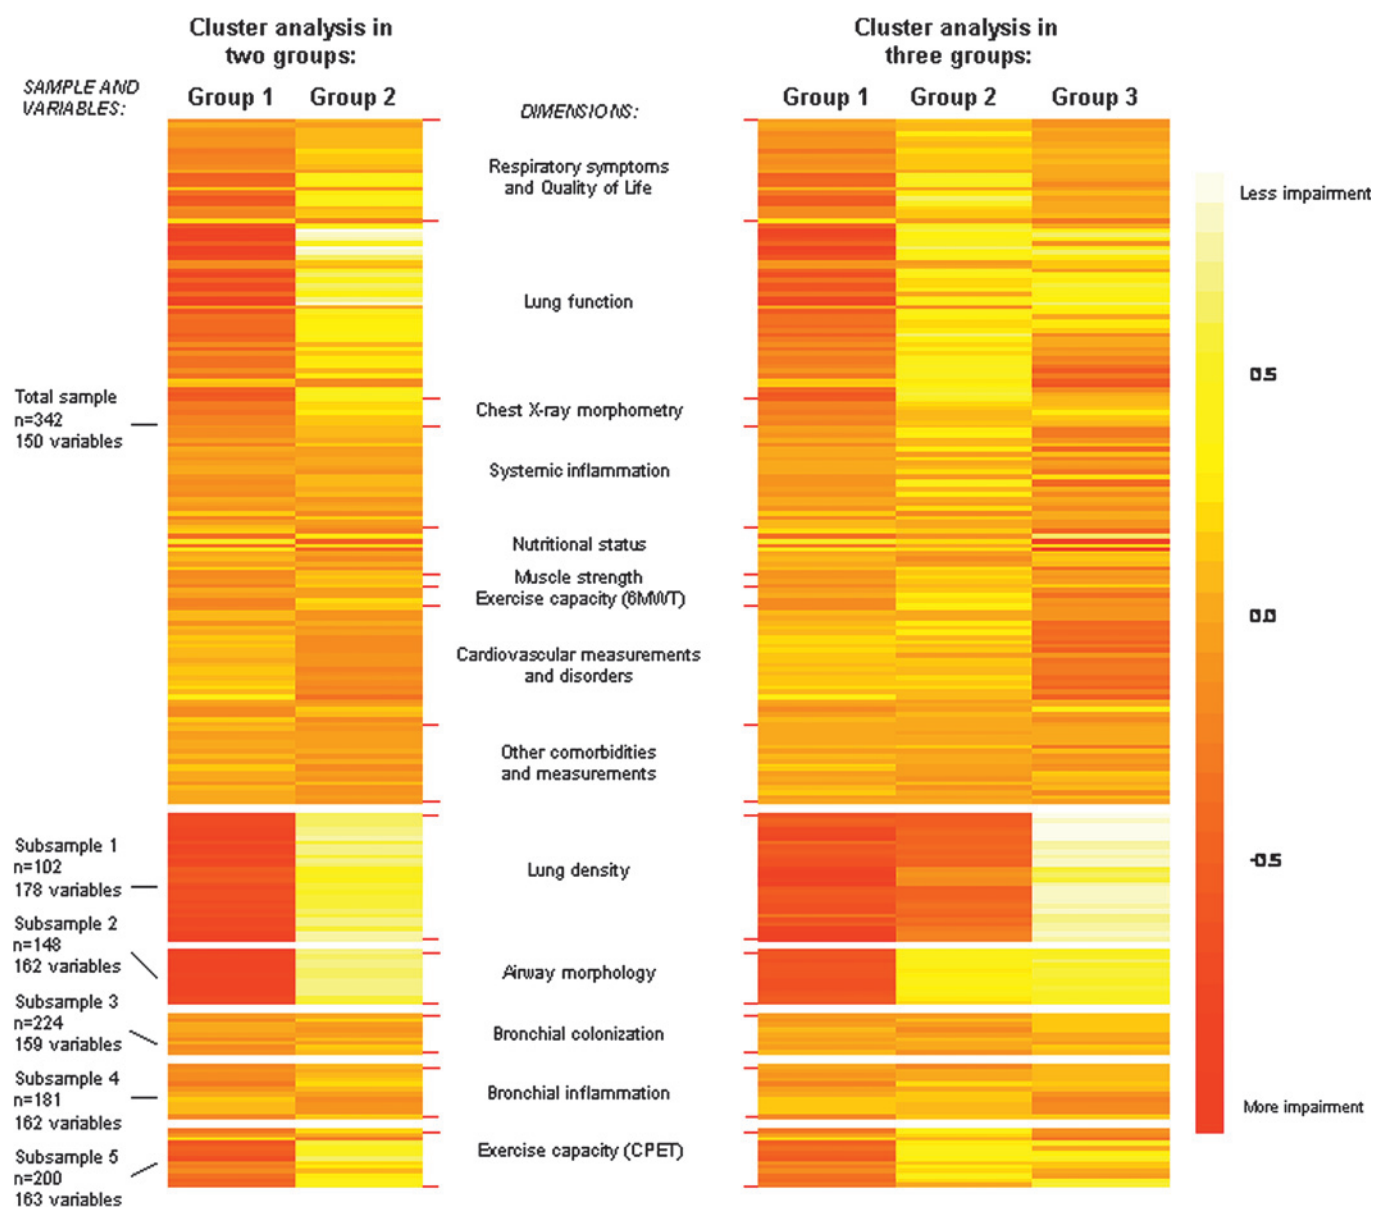 Cluster analysis in
two groups:
Cluster analysis in
three groups:
SAMPLE AND
VARIABLES:
Group 1
Group 2
DIMENSIONS:
Group 1
Group 2
Group 3
Respiratory symptoms
and Quality of Life
Lung function
Chest X-ray morphometry
Systemic inflammation
Nutritional status
Muscle strength
Exercise capacity (6MWT)
Cardiovascular measurements
and disorders
Other comorbidities
and measurements
Lung density
Airway morphology
Bronchial colonization
Bronchial inflammation
Exercise capacity (CPET)
Total sample
n=342
150 variables
Subsample 1
n=102
178 variables
Subsample 2
n=148
162 variables
Subsample 3
n=224
159 variables
Subsample 4
n=181
162 variables
Subsample 5
n=200
163 variables
Less impairment
0.5
0.0
-0.5
More impairment